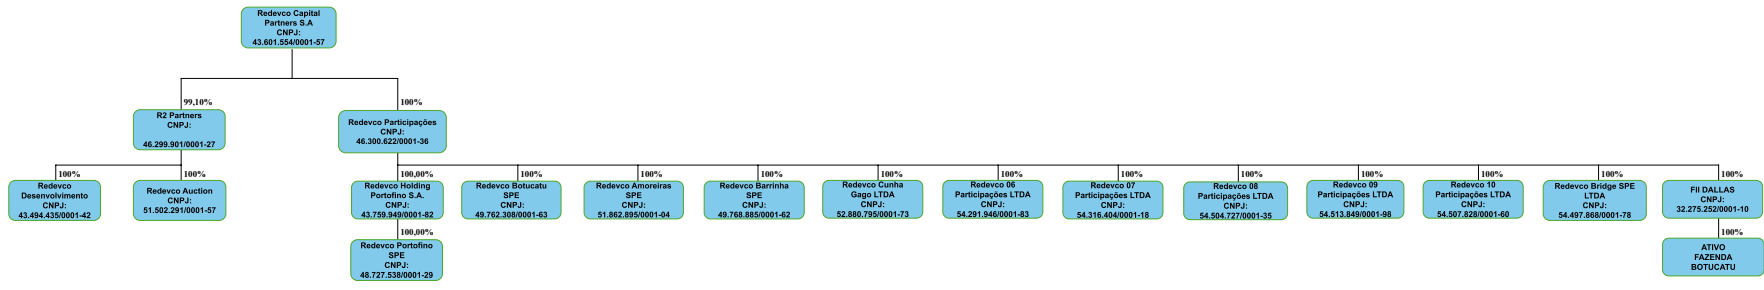 Redevco Capital
Partners S.A
CNPJ:
43.601.554/0001-57
99,10%
100%
R2 Partners
CNPJ:
46.299.901/0001-27
Redevco Participações
CNPJ:
46.300.622/0001-36
100%
Redevco
Desenvolvimento
CNPJ:
43.494.435/0001-42
100%
Redevco Auction
CNPJ:
51.502.291/0001-57
100,00%
Redevco Holding
Portofino S.A.
CNPJ:
43.759.949/0001-82
100%
Redevco Botucatu
SPE
CNPJ:
49.762.308/0001-63
100%
Redevco Amoreiras
SPE
CNPJ:
51.862.895/0001-04
100%
Redevco Barrinha
SPE
CNPJ:
49.768.885/0001-62
100%
Redevco Cunha
Gago LTDA
CNPJ:
52.880.795/0001-73
100%
Redevco 06
Participações LTDA
CNPJ:
54.291.946/0001-83
100%
Redevco 07
Participações LTDA
CNPJ:
54.316.404/0001-18
100%
Redevco 08
Participações LTDA
CNPJ:
54.504.727/0001-35
100%
Redevco 09
Participações LTDA
CNPJ:
54.513.849/0001-98
100%
Redevco 10
Participações LTDA
CNPJ:
54.507.828/0001-60
100%
Redevco Bridge SPE
LTDA
CNPJ:
54.497.868/0001-78
100%
FII DALLAS
CNPJ:
32.275.252/0001-10
100,00%
Redevco Portofino
SPE
CNPJ:
48.727.538/0001-29
100%
ATIVO
FAZENDA
BOTUCATU